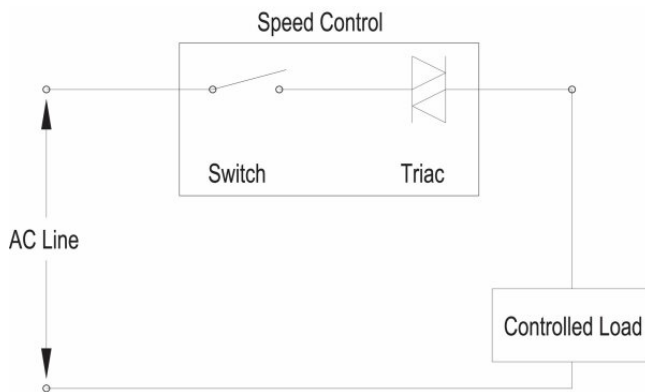 Speed Control
Switch
Triac
AC Line
Controlled Load